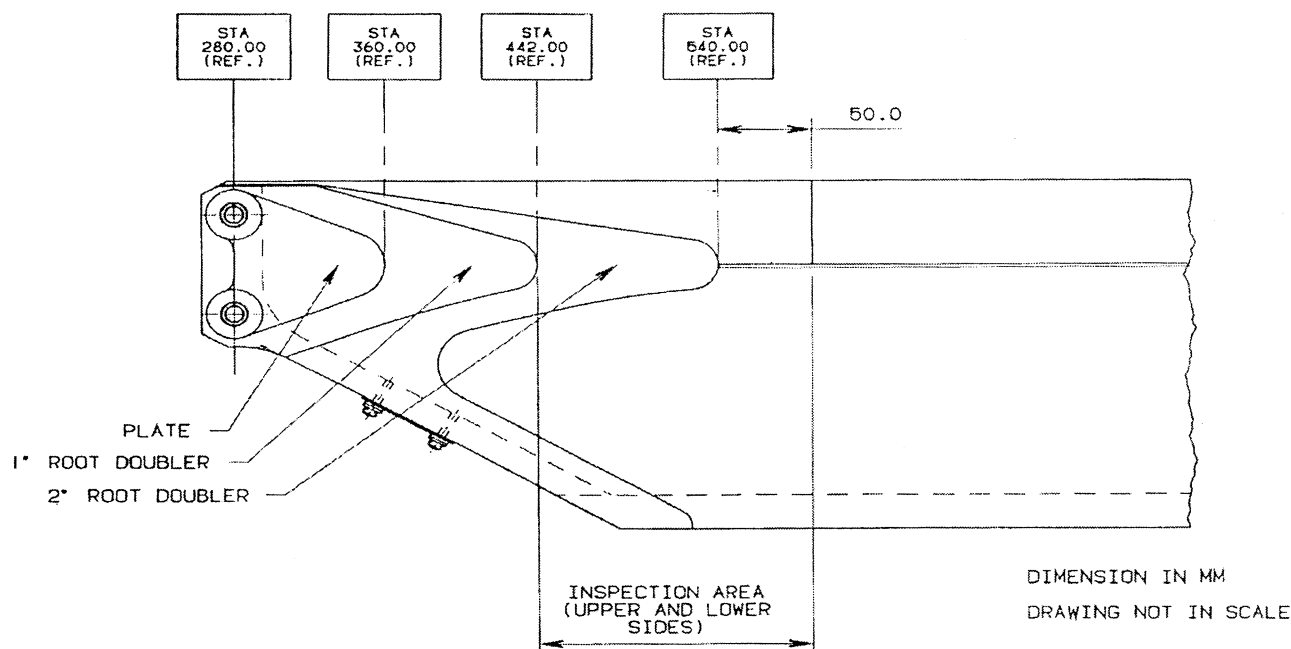 STA
280.00
(REF.)
STA
360.00
(REF.)
STA
442.00
(REF.)
STA
540.00
(REF.)
50.0
PLATE
1° ROOT DOUBLER
2° ROOT DOUBLER
INSPECTION AREA
(UPPER AND LOWER
SIDES)
DIMENSION IN MM
DRAWING NOT IN SCALE